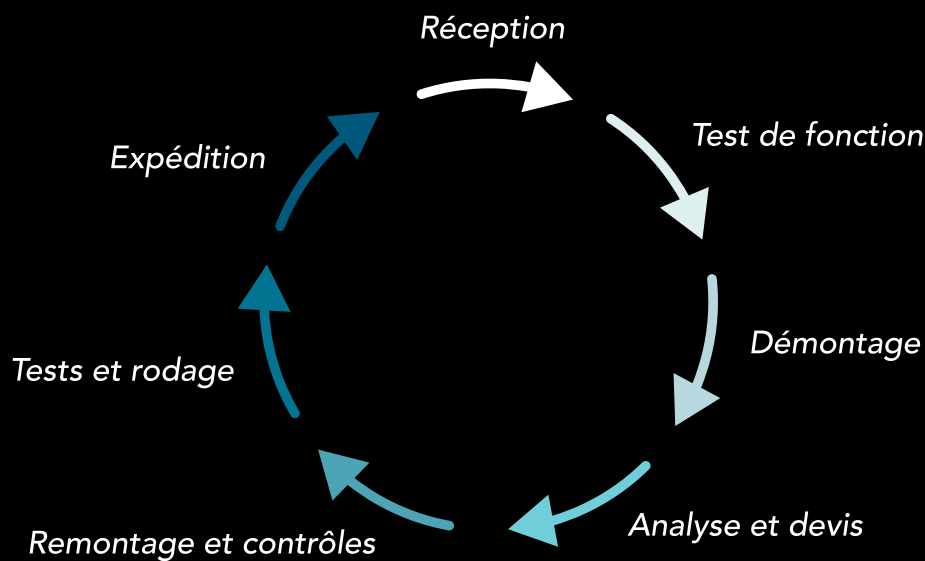 Réception
Test de fonction
Démontage
Analyse et devis
Remontage et contrôles
Tests et rodage
Expédition